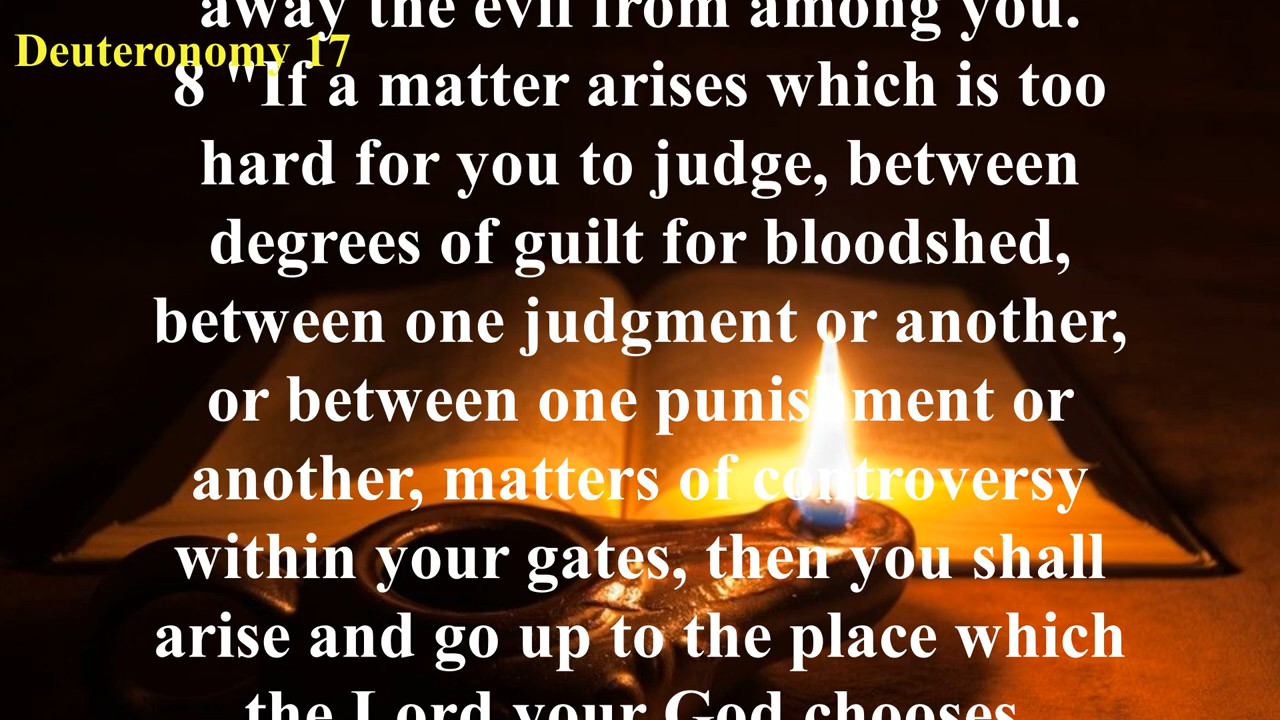 away the evil from among you.
Deuteronomy 17
8 "If a matter arises which is too
hard for you to judge, between
degrees of guilt for bloodshed,
between one judgment or another,
or between one punishment or
another, matters of controversy
within your gates, then you shall
arise and go up to the place which
the Lord your God chooses.